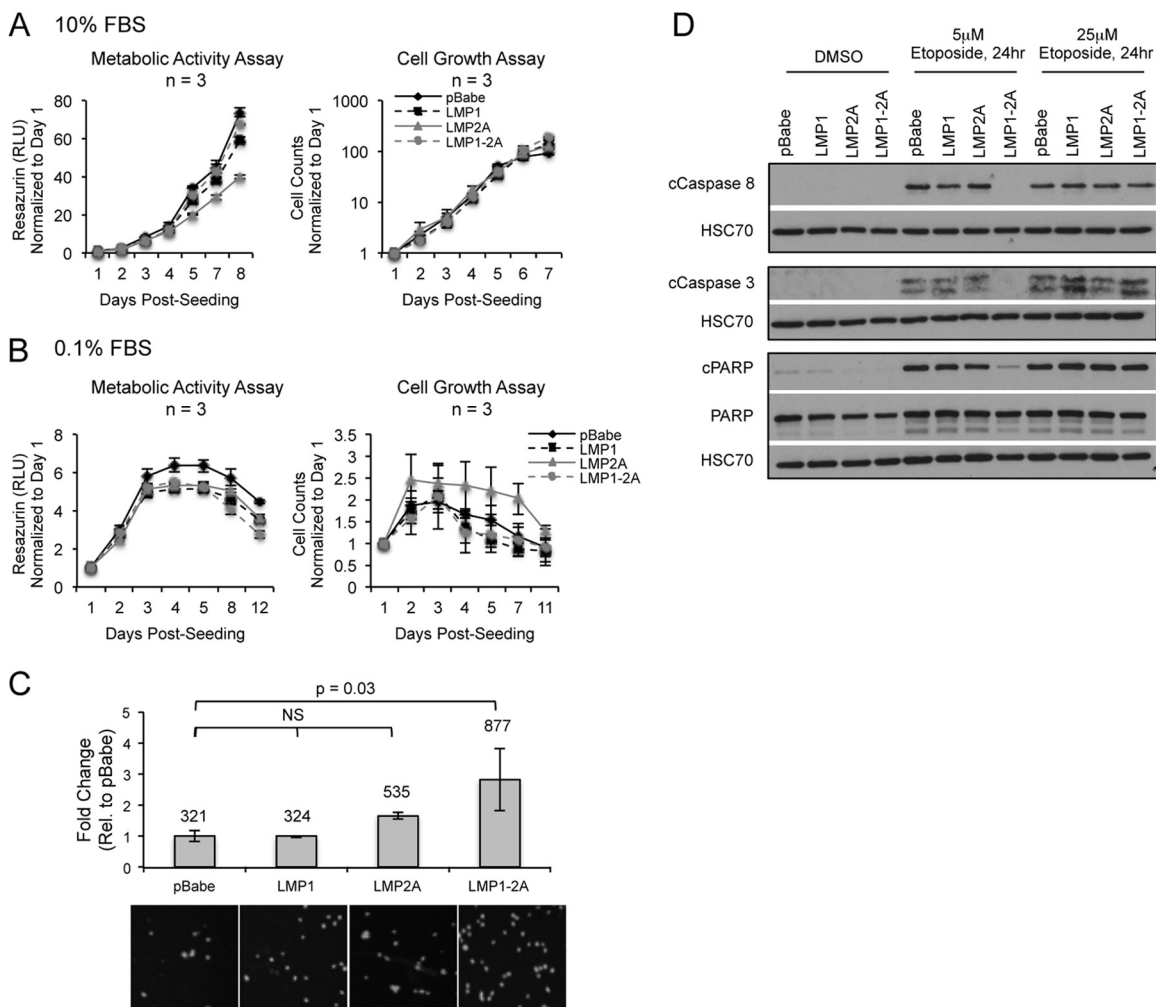 A
10% FBS
Metabolic Activity Assay
n = 3
Resazurin (RLU)
Normalized to Day 1
80
60
40
20
0
1 2 3 4 5 7 8
Days Post-Seeding
Cell Growth Assay
n = 3
pBabe
LMP1
LMP2A
LMP1-2A
Cell Counts
Normalized to Day 1
1000
100
10
1
1 2 3 4 5 6 7
Days Post-Seeding
B
0.1% FBS
Metabolic Activity Assay
n = 3
Resazurin (RLU)
Normalized to Day 1
8
6
4
2
0
1 2 3 4 5 8 12
Days Post-Seeding
Cell Growth Assay
n = 3
pBabe
LMP1
LMP2A
LMP1-2A
Cell Counts
Normalized to Day 1
3.5
3
2.5
2
1.5
1
0.5
0
1 2 3 4 5 7 11
Days Post-Seeding
C
p = 0.03
NS
Fold Change
(Rel. to pBabe)
5
4
3
2
1
0
321
324
535
877
pBabe
LMP1
LMP2A
LMP1-2A
D
DMSO
5µM
Etoposide, 24hr
25µM
Etoposide, 24hr
pBabe
LMP1
LMP2A
LMP1-2A
pBabe
LMP1
LMP2A
LMP1-2A
pBabe
LMP1
LMP2A
LMP1-2A
cCaspase 8
HSC70
cCaspase 3
HSC70
cPARP
PARP
HSC70